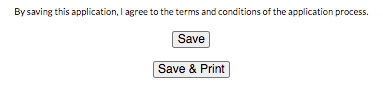 By saving this application, I agree to the terms and conditions of the application process.
Save
Save & Print